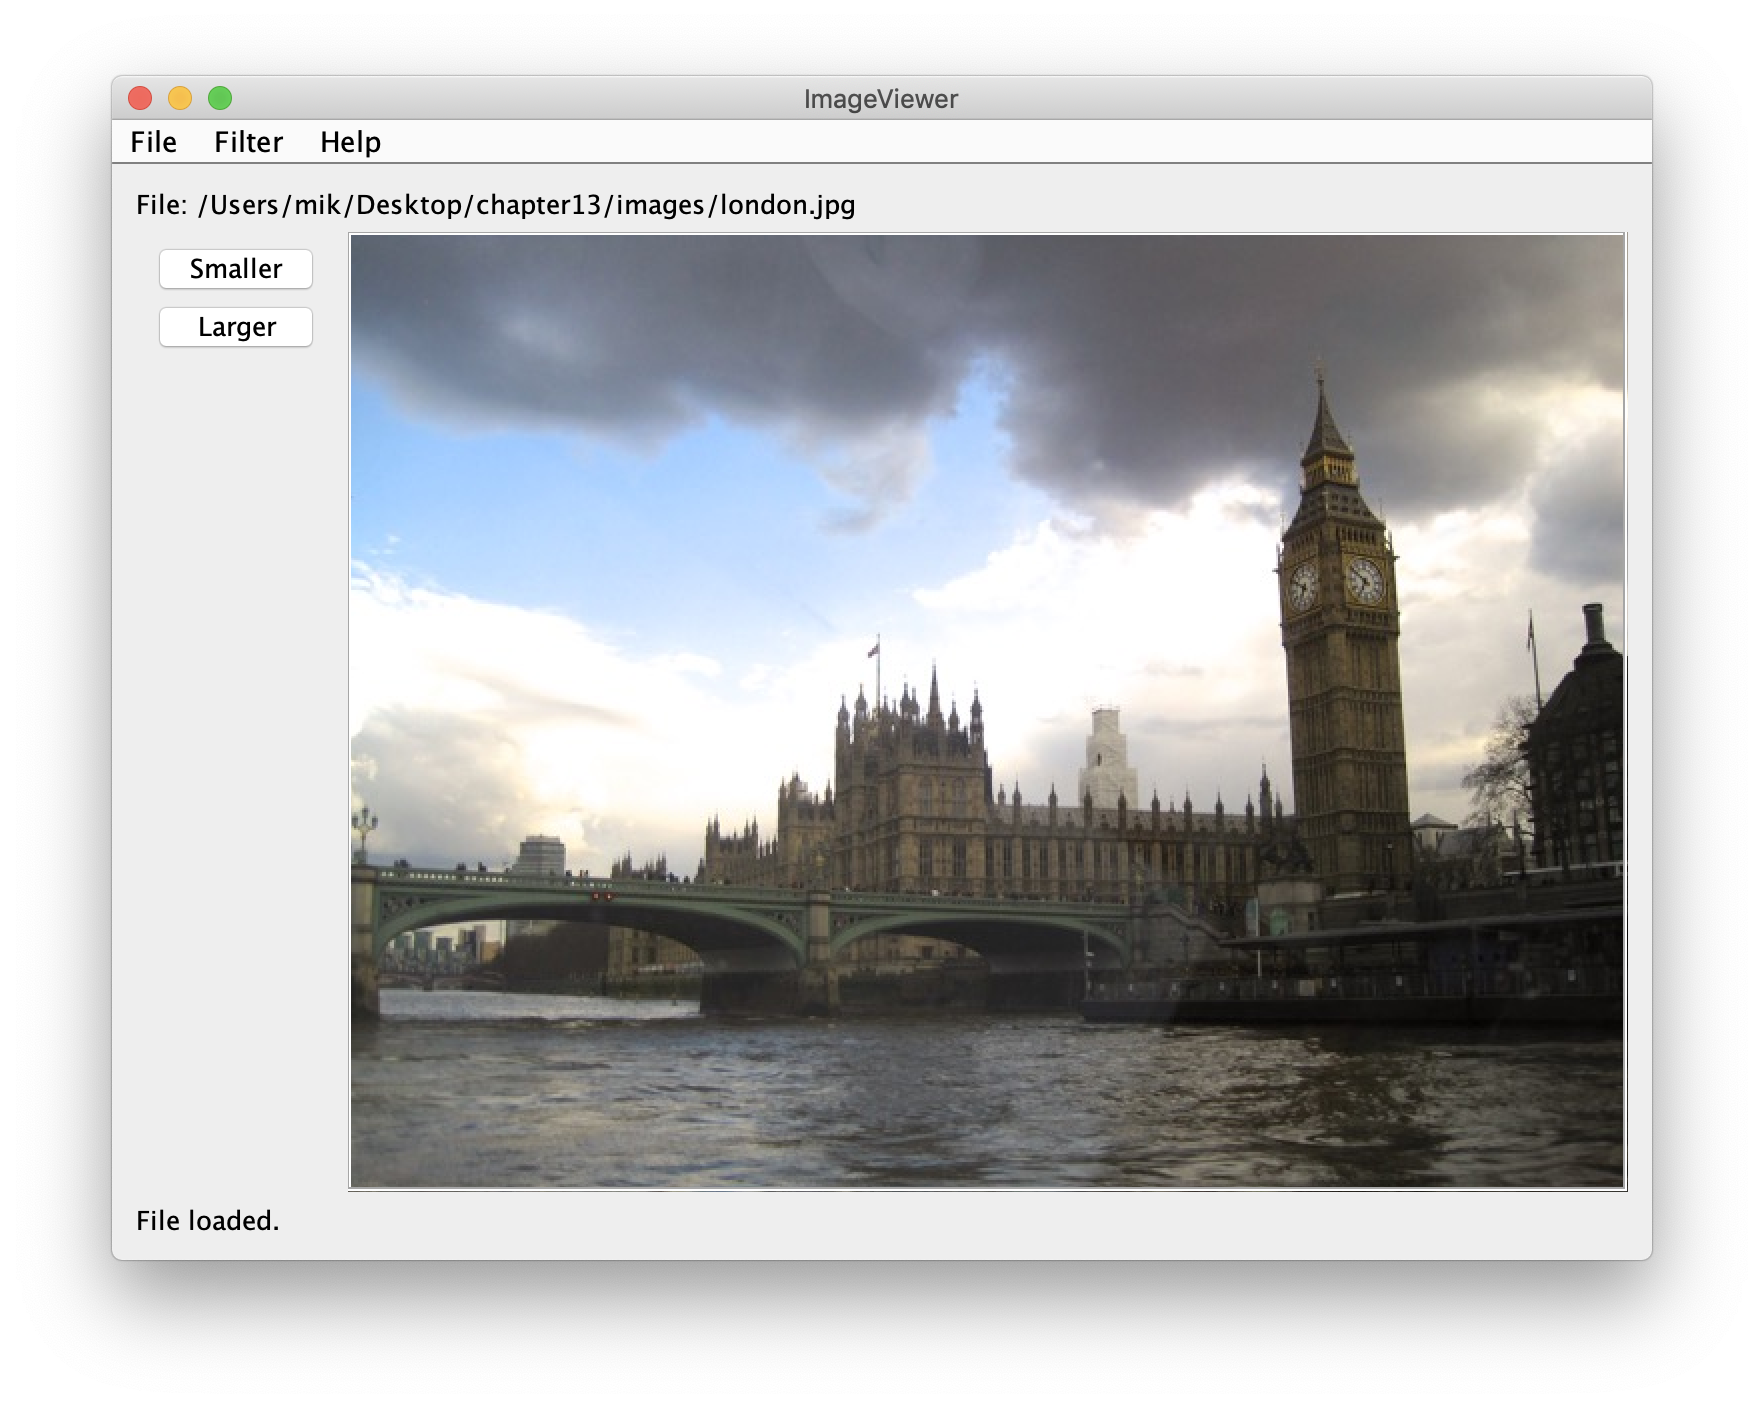 ImageViewer
File Filter Help
File: /Users/mik/Desktop/chapter13/images/london.jpg
Smaller
Larger
File loaded.